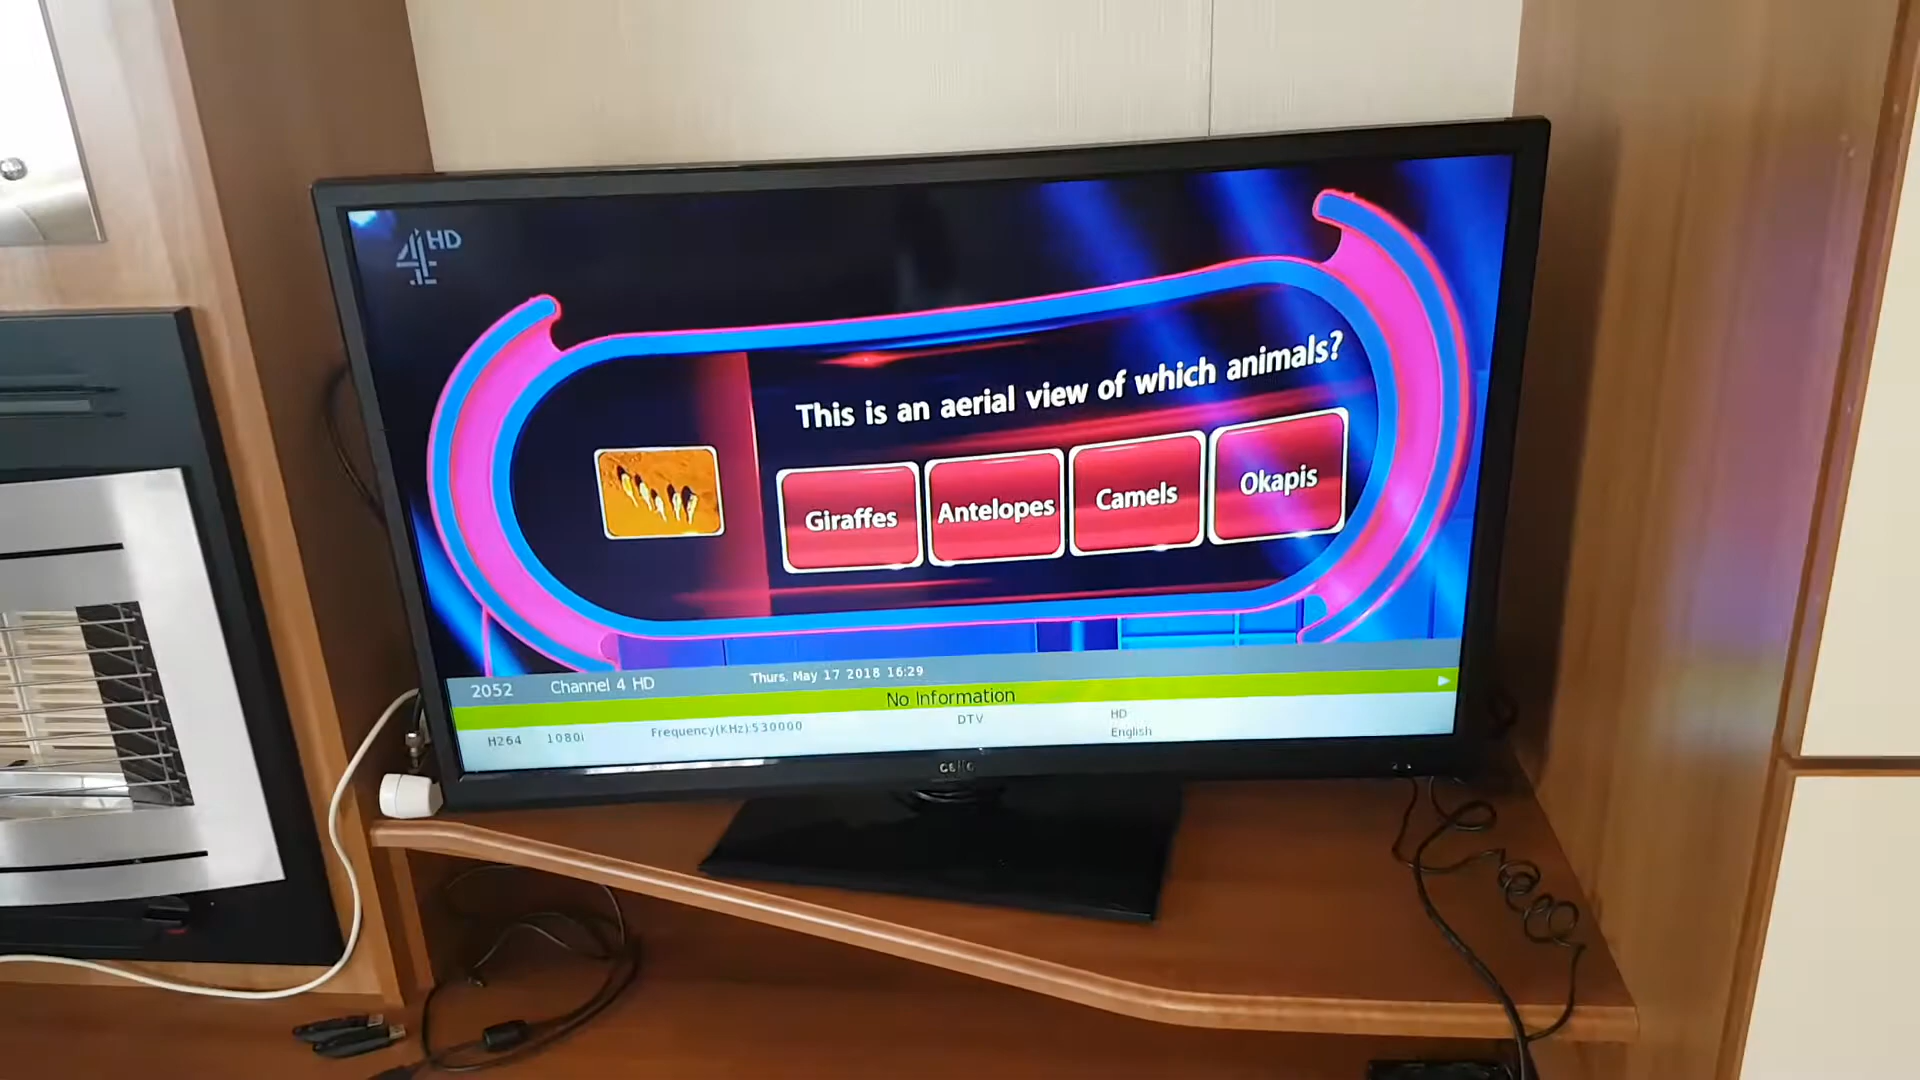 4HD
This is an aerial view of which animals?
Giraffes
Antelopes
Camels
Okapis
2052 Channel 4 HD Thurs. May 17 2018 16:29
No Information
H264 1080i Frequency(KHz):530000 DTV HD
English
cello